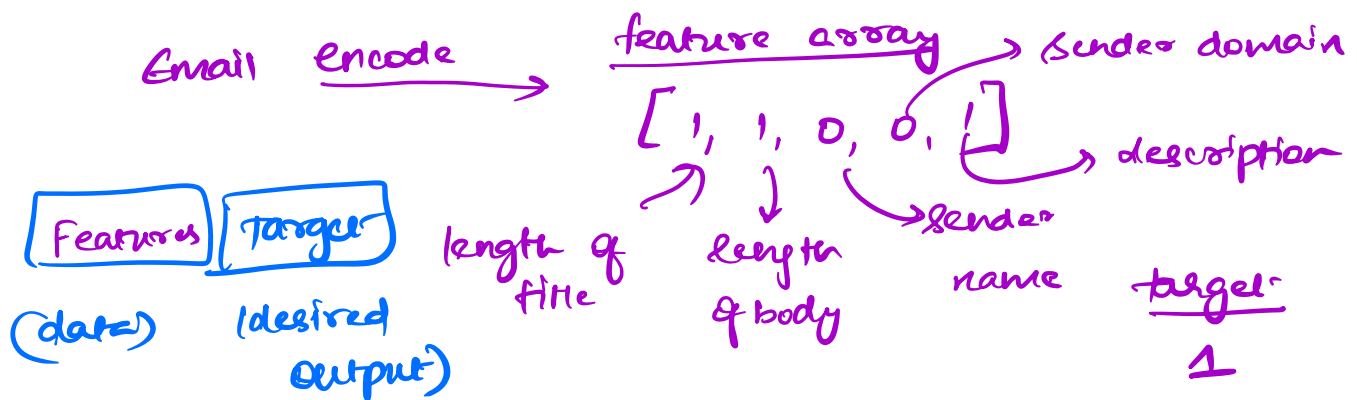 Email encode
feature array
sender domain
[1, 1, 0, 0, 1]
description
Features Target
length of title
length of body
sender name
(data)
(desired output)
target
1